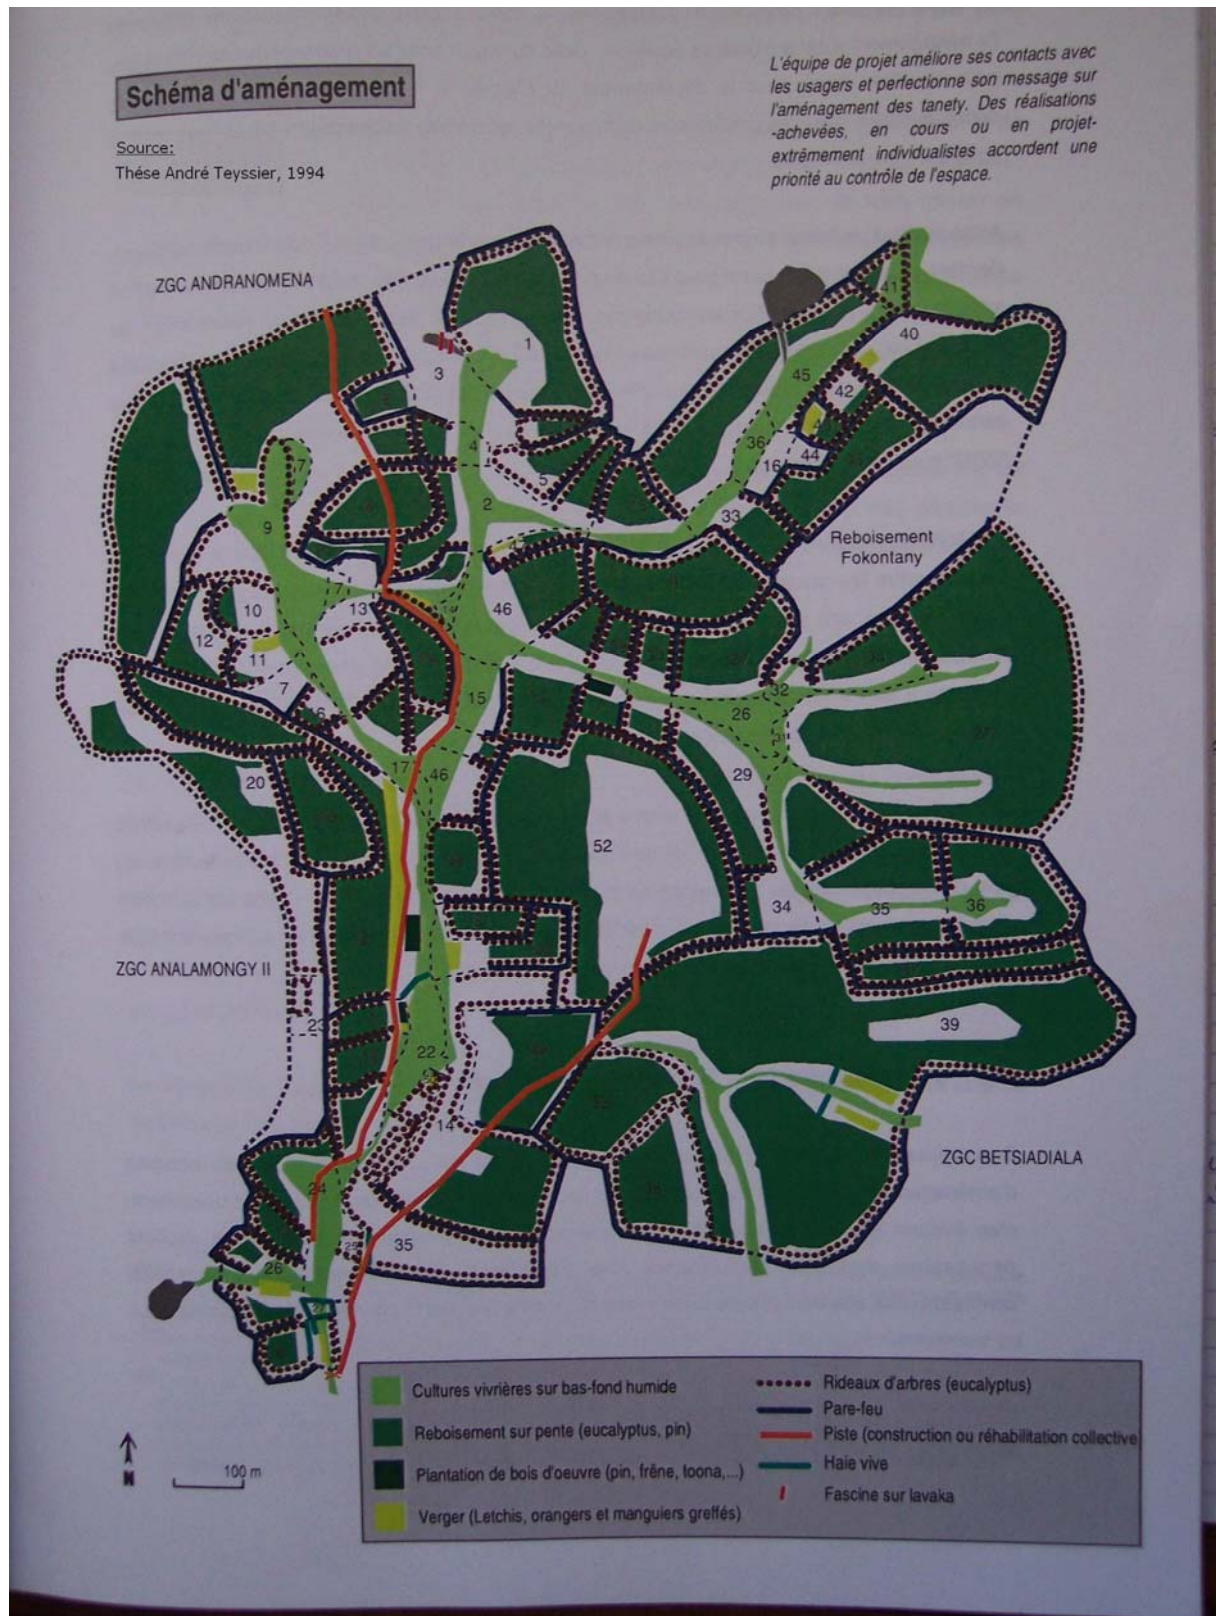 Schéma d'aménagement
Source:
Thése André Teyssier, 1994
L'équipe de projet améliore ses contacts avec
les usagers et perfectionne son message sur
l'aménagement des tanety. Des réalisations
-achevées, en cours ou en projet-
extrêmement individualistes accordent une
priorité au contrôle de l'espace.
ZGC ANDRANOMENA
41
40
1
3
45
42
4
36
44
7
16
5
2
9
33
Reboisement
Fokontany
7
10
13
46
12
11
7
32
15
26
16
31
17
46
29
20
52
34
35
36
ZGC ANALAMONGY II
23
39
22
14
ZGC BETSIADIALA
24
25
35
26
Cultures vivrières sur bas-fond humide
Reboisement sur pente (eucalyptus, pin)
Plantation de bois d'oeuvre (pin, frêne, toona,...)
Verger (Letchis, orangers et manguiers greffés)
Rideaux d'arbres (eucalyptus)
Pare-feu
Piste (construction ou réhabilitation collective
Haie vive
Fascine sur lavaka
N
100 m